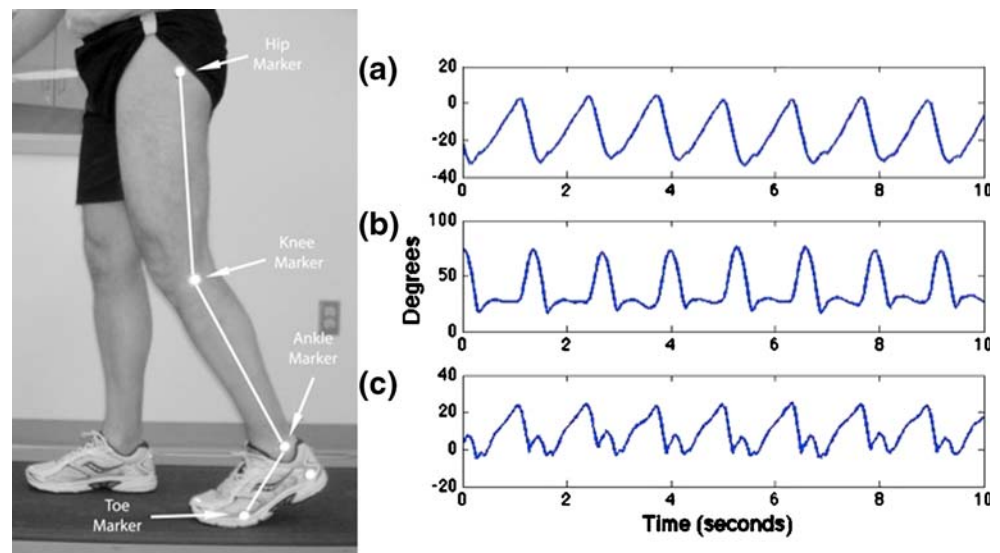 Hip
Marker
Knee
Marker
Ankle
Marker
Toe
Marker
(a)
20
0
-20
-40
0 2 4 6 8 10
(b)
100
50
0
0 2 4 6 8 10
Degrees
(c)
40
20
0
-20
0 2 4 6 8 10
Time (seconds)